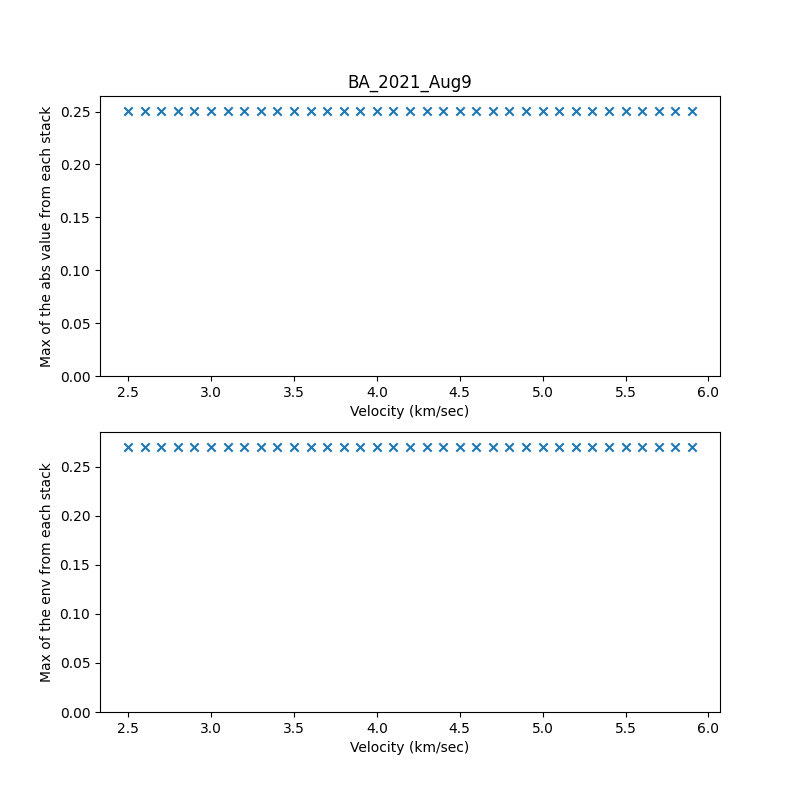 BA_2021_Aug9
Max of the abs value from each stack
0.25
0.20
0.15
0.10
0.05
0.00
2.5 3.0 3.5 4.0 4.5 5.0 5.5 6.0
Velocity (km/sec)
Max of the env from each stack
0.25
0.20
0.15
0.10
0.05
0.00
2.5 3.0 3.5 4.0 4.5 5.0 5.5 6.0
Velocity (km/sec)